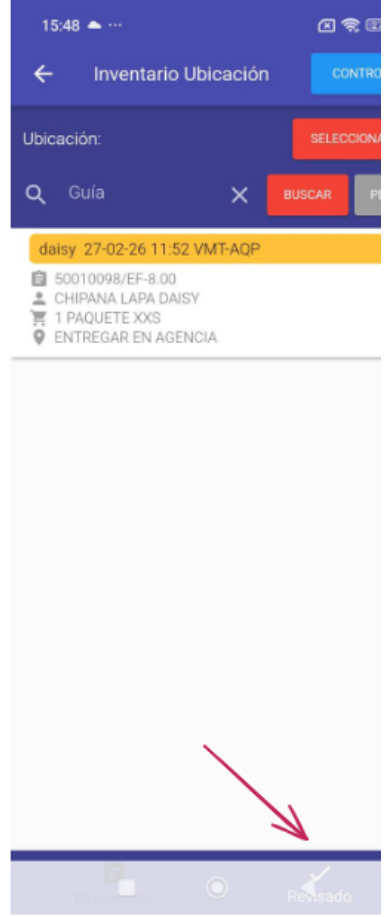 15:48
Inventario Ubicación
CONTRO
Ubicación:
SELECCIONA
Guía
BUSCAR
PE
daisy 27-02-26 11:52 VMT-AQP
50010098/EF-8.00
CHIPANA LAPA DAISY
1 PAQUETE XXS
ENTREGAR EN AGENCIA
Revisado